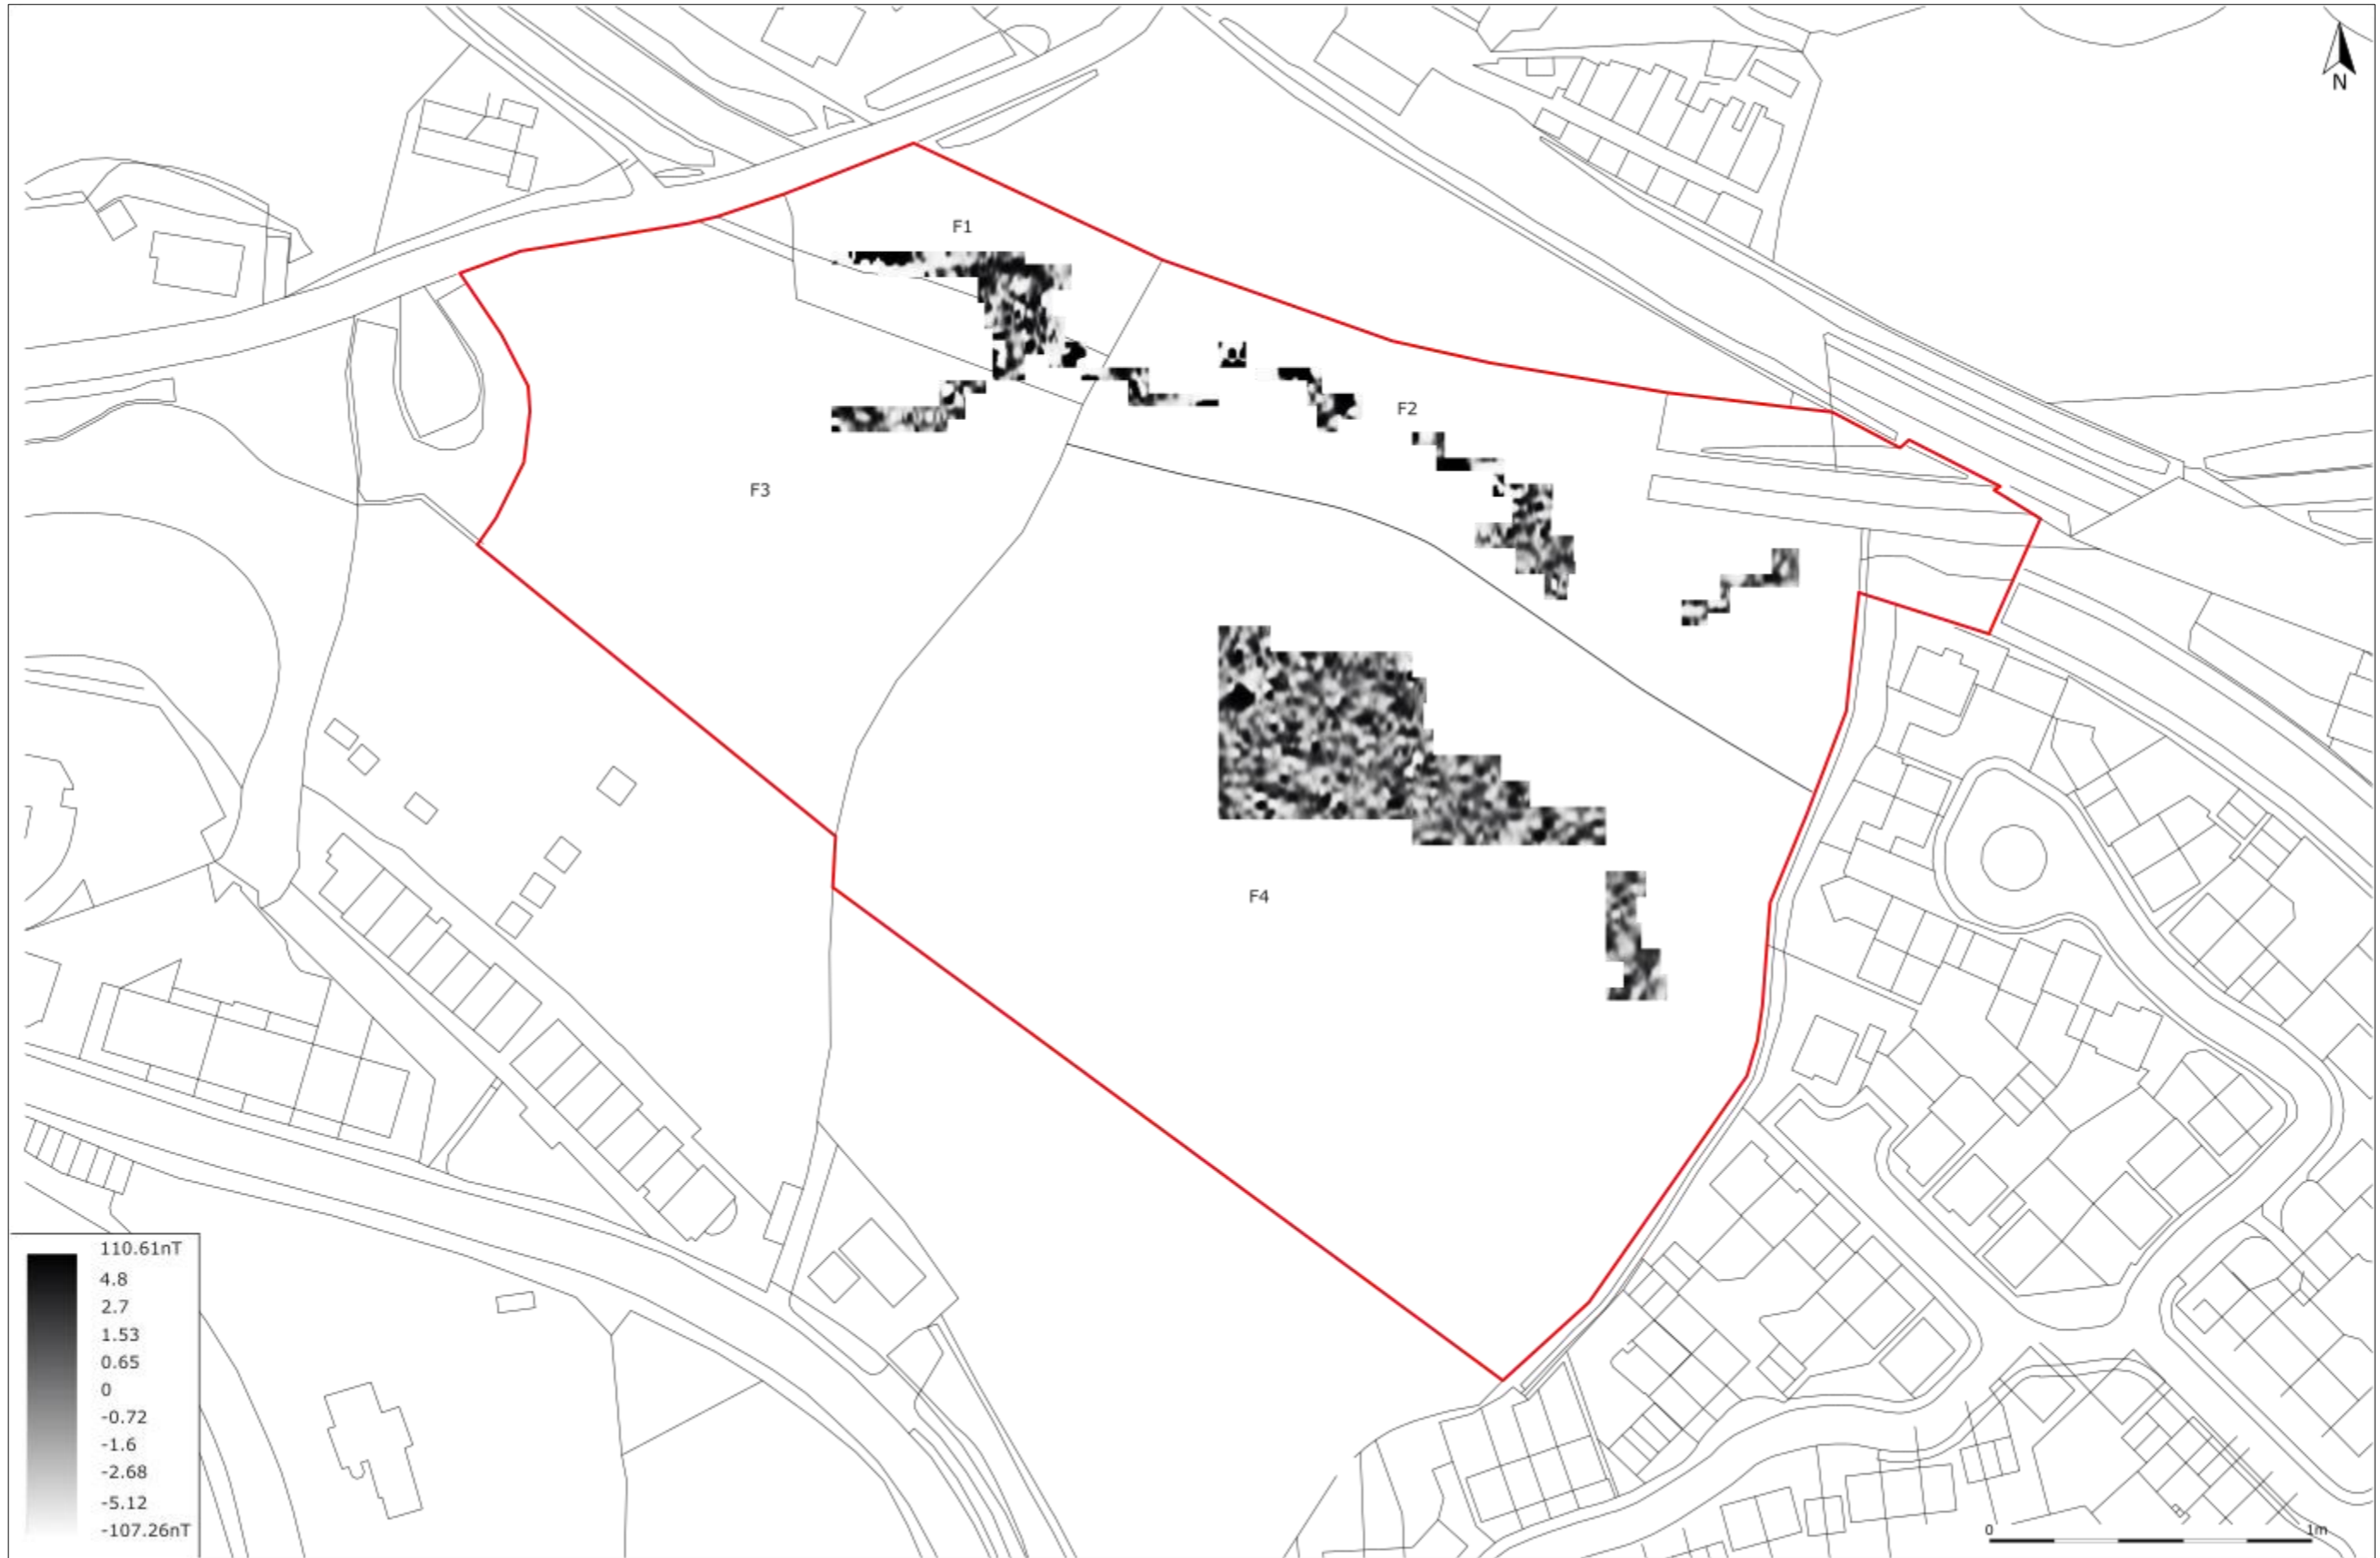 N
F1
F2
F3
F4
110.61nT
4.8
2.7
1.53
0.65
0
-0.72
-1.6
-2.68
-5.12
-107.26nT
0 1m